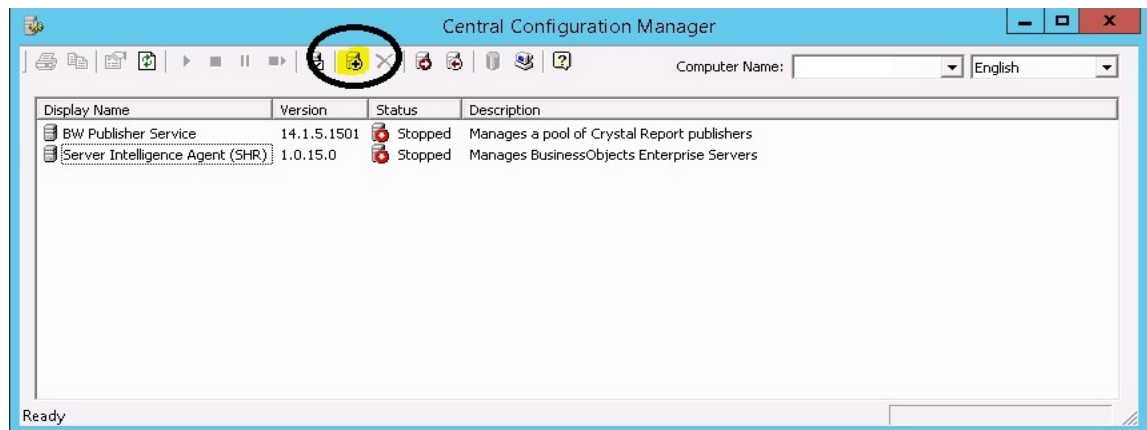 Central Configuration Manager
Computer Name: English
Display Name Version Status Description
BW Publisher Service 14.1.5.1501 Stopped Manages a pool of Crystal Report publishers
Server Intelligence Agent (SHR) 1.0.15.0 Stopped Manages BusinessObjects Enterprise Servers
Ready